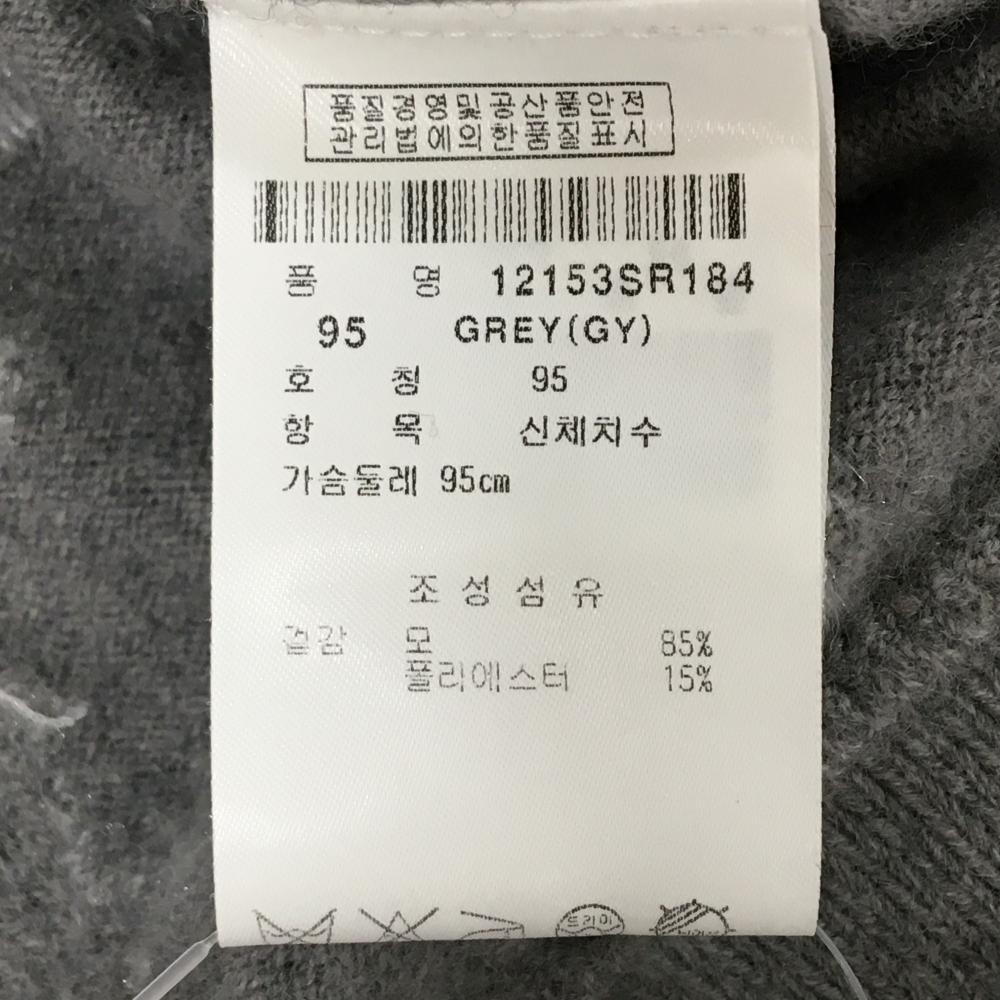 품질경영및공산품안전
관리법에의한품질표시
품 명 12153SR184
95 GREY(GY)
호 칭 95
항 목 신체치수
가슴둘레 95cm
조성섬유
겉감 모 85%
폴리에스터 15%
드라이